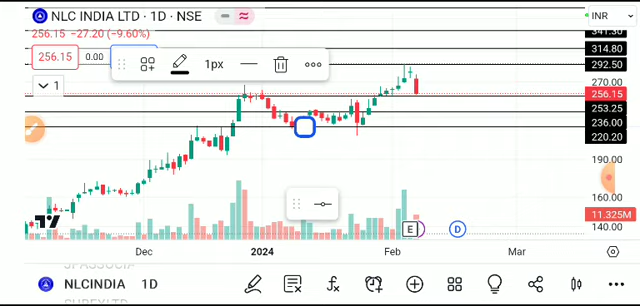 NLC INDIA LTD · 1D · NSE
INR
256.15 −27.20 (−9.60%)
341.30
256.15
0.00
1px
314.80
292.50
1
270.00
256.15
253.25
236.00
220.20
190.00
160.00
11.325M
140.00
E
D
Dec
2024
Feb
Mar
NLCINDIA 1D